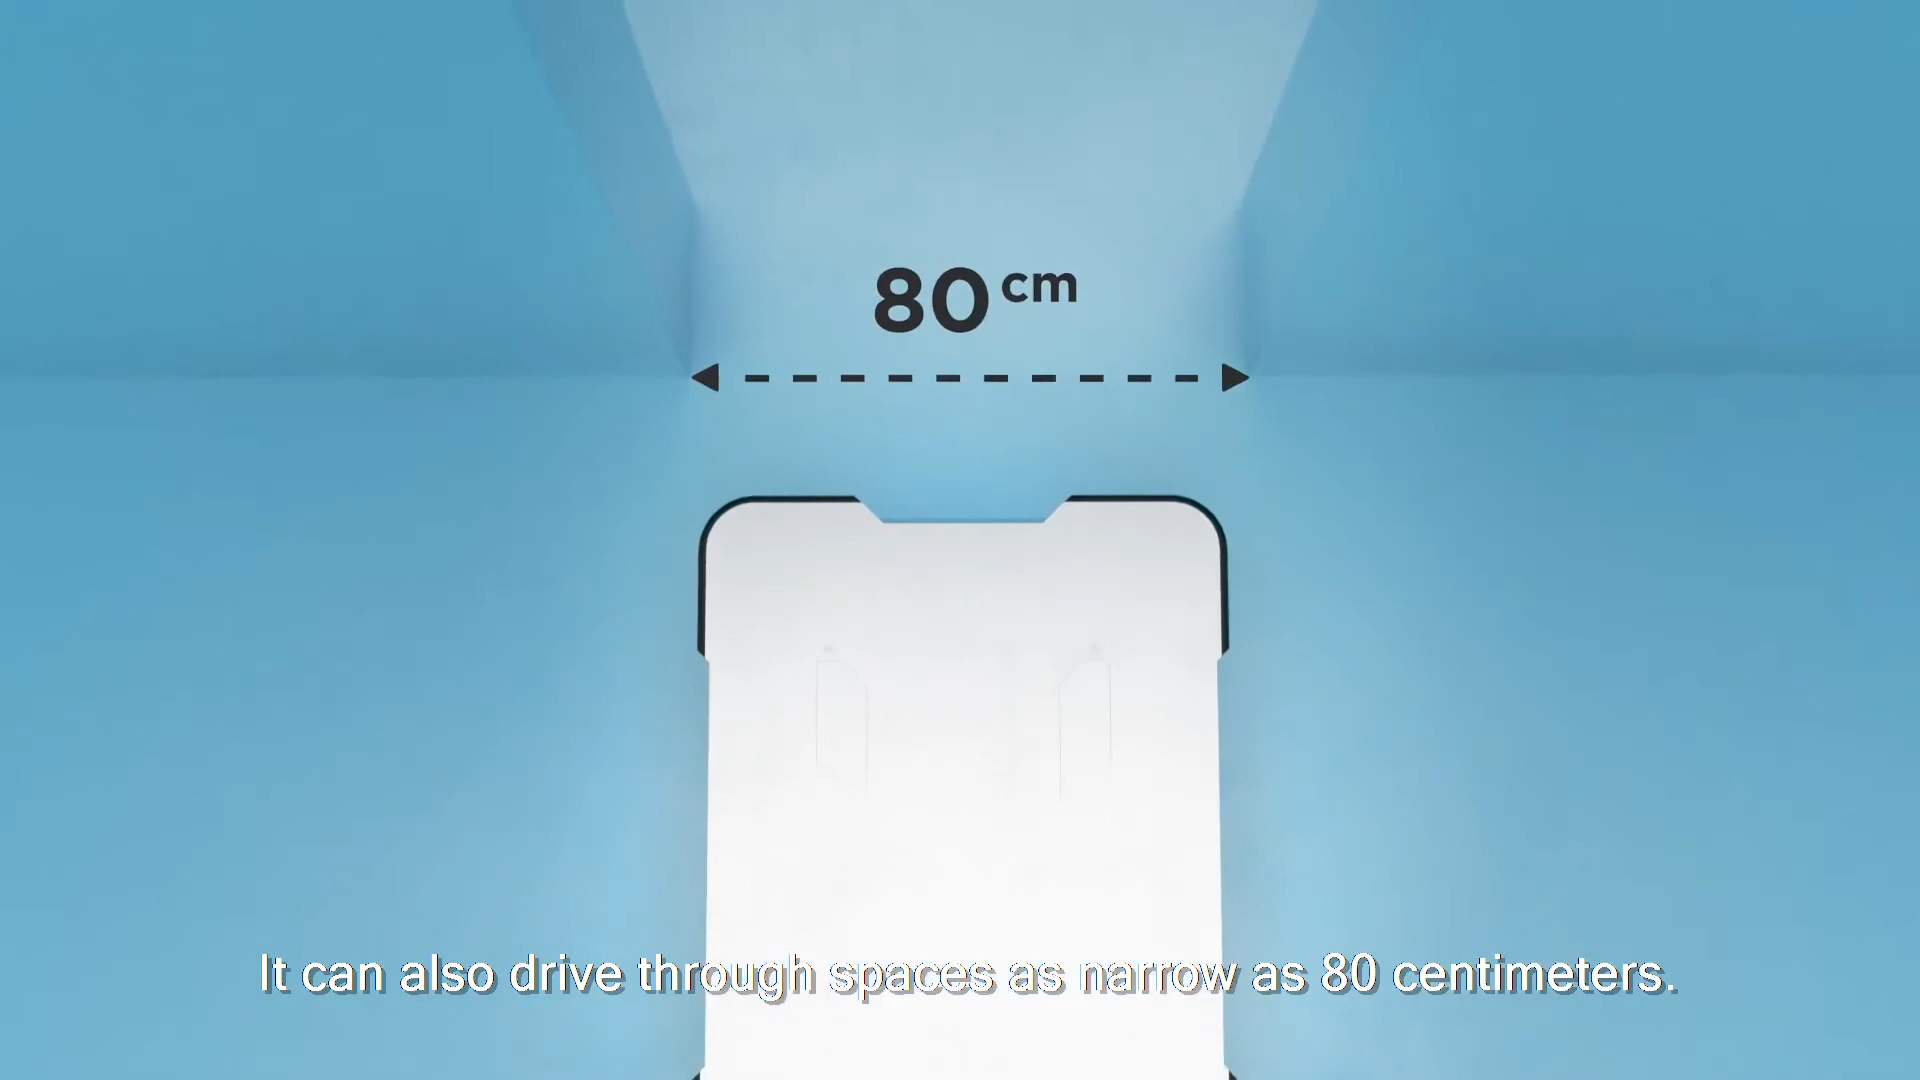 80 cm
It can also drive through spaces as narrow as 80 centimeters.